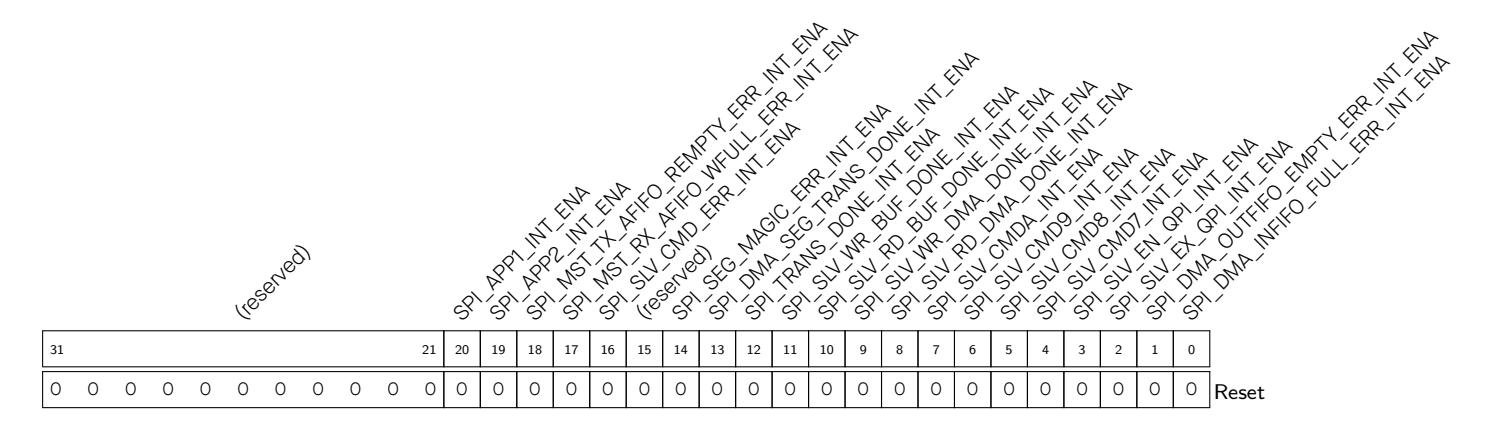 (reserved)
SPI_APP1_INT_ENA
SPI_APP2_INT_ENA
SPI_MST_TX_AFIFO_REMPTY_ERR_INT_ENA
SPI_MST_RX_AFIFO_WFULL_ERR_INT_ENA
SPI_SLV_CMD_ERR_INT_ENA
(reserved)
SPI_SEG_MAGIC_ERR_INT_ENA
SPI_DMA_SEG_TRANS_DONE_INT_ENA
SPI_TRANS_DONE_INT_ENA
SPI_SLV_WR_BUF_DONE_INT_ENA
SPI_SLV_RD_BUF_DONE_INT_ENA
SPI_SLV_WR_DMA_DONE_INT_ENA
SPI_SLV_RD_DMA_DONE_INT_ENA
SPI_SLV_CMDA_INT_ENA
SPI_SLV_CMD9_INT_ENA
SPI_SLV_CMD8_INT_ENA
SPI_SLV_CMD7_INT_ENA
SPI_SLV_EN_QPI_INT_ENA
SPI_SLV_EX_QPI_INT_ENA
SPI_DMA_OUTFIFO_EMPTY_ERR_INT_ENA
SPI_DMA_INFIFO_FULL_ERR_INT_ENA
31 21 20 19 18 17 16 15 14 13 12 11 10 9 8 7 6 5 4 3 2 1 0
0 0 0 0 0 0 0 0 0 0 0 0 0 0 0 0 0 0 0 0 0 0 0 0 0 0 0 0 0 0 0 0 Reset